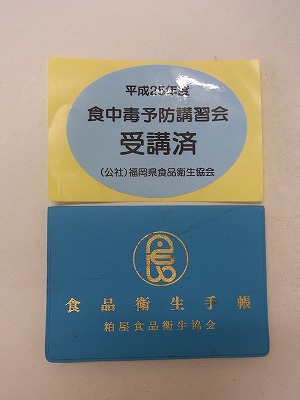 平成25年度
食中毒予防講習会
受講済
(公社)福岡県食品衛生協会
食品衛生手帳
粕屋食品衛生協会